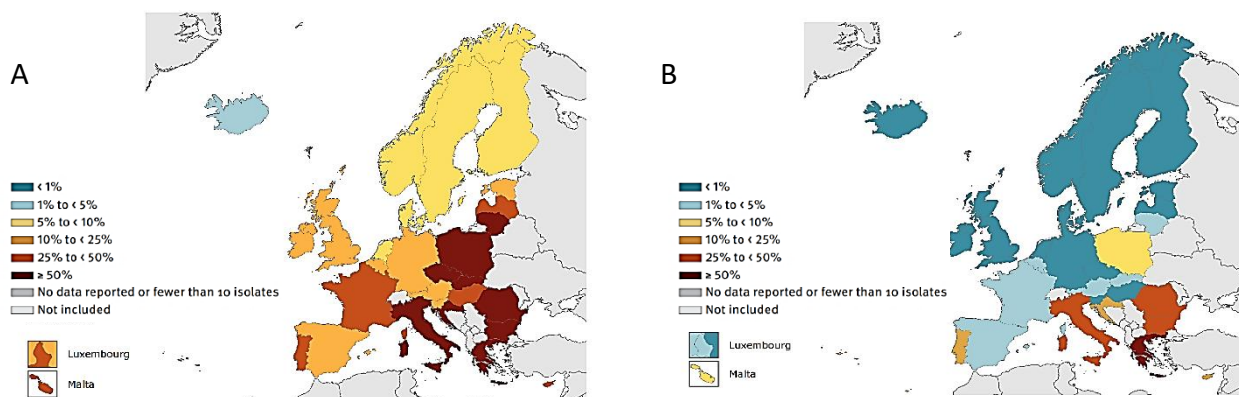 A
< 1%
1% to < 5%
5% to < 10%
10% to < 25%
25% to < 50%
≥ 50%
No data reported or fewer than 10 isolates
Not included
Luxembourg
Malta
B
< 1%
1% to < 5%
5% to < 10%
10% to < 25%
25% to < 50%
≥ 50%
No data reported or fewer than 10 isolates
Not included
Luxembourg
Malta